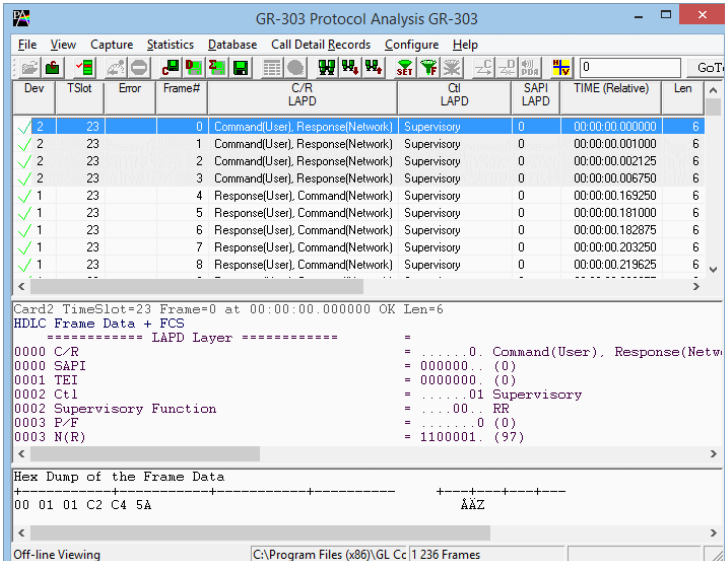 GR-303 Protocol Analysis GR-303
File View Capture Statistics Database Call Detail Records Configure Help
0 GoT
Dev TSlot Error Frame# C/R LAPD Ctl LAPD SAPI LAPD TIME (Relative) Len
2 23 0 Command(User), Response(Network) Supervisory 0 00:00:00.000000 6
2 23 1 Command(User), Response(Network) Supervisory 0 00:00:00.001000 6
2 23 2 Command(User), Response(Network) Supervisory 0 00:00:00.002125 6
2 23 3 Command(User), Response(Network) Supervisory 0 00:00:00.006750 6
1 23 4 Response(User), Command(Network) Supervisory 0 00:00:00.169250 6
1 23 5 Response(User), Command(Network) Supervisory 0 00:00:00.181000 6
1 23 6 Response(User), Command(Network) Supervisory 0 00:00:00.182875 6
1 23 7 Response(User), Command(Network) Supervisory 0 00:00:00.203250 6
1 23 8 Response(User), Command(Network) Supervisory 0 00:00:00.219625 6
Card2 TimeSlot=23 Frame=0 at 00:00:00.000000 OK Len=6
HDLC Frame Data + FCS
============ LAPD Layer ============ =
0000 C/R = ......0. Command(User), Response(Netw
0000 SAPI = 000000.. (0)
0001 TEI = 0000000. (0)
0002 Ctl = ......01 Supervisory
0002 Supervisory Function = ....00.. RR
0003 P/F = .......0 (0)
0003 N(R) = 1100001. (97)
Hex Dump of the Frame Data
+-----------+-----------+-----------+---------- +---+---+---+---
00 01 01 C2 C4 5A ÂÄZ
Off-line Viewing C:\Program Files (x86)\GL Cc 1 236 Frames